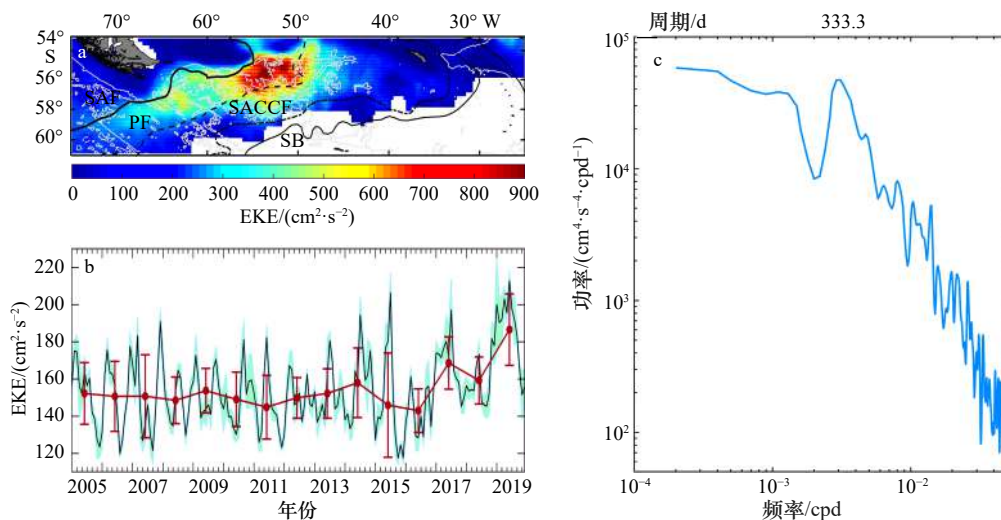 70° 60° 50° 40° 30° W
54°
S
56°
58°
60°
a
SAF
PF
SACCF
SB
0 100 200 300 400 500 600 700 800 900
EKE/(cm²·s⁻²)
b
220
200
180
160
140
120
EKE/(cm²·s⁻²)
2005 2007 2009 2011 2013 2015 2017 2019
年份
周期/d 333.3
c
10⁵
10⁴
10³
10²
功率/(cm⁴·s⁻⁴·cpd⁻¹)
10⁻⁴ 10⁻³ 10⁻²
频率/cpd